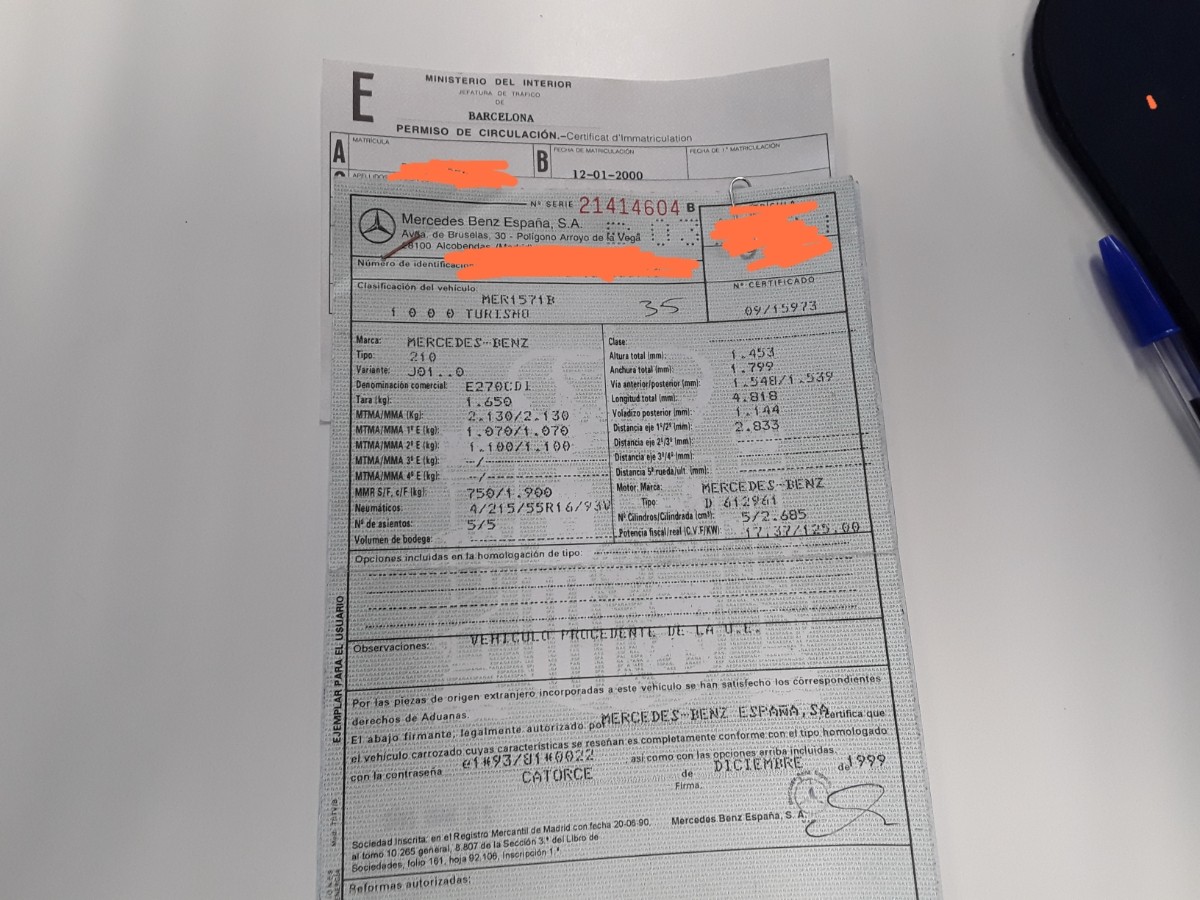 E
MINISTERIO DEL INTERIOR
JEFATURA DE TRAFICO
DE
BARCELONA
PERMISO DE CIRCULACIÓN.-Certificat d'Immatriculation
A MATRICULA
B FECHA DE MATRICULACIÓN
12-01-2000
FECHA DE 1ª MATRICULACIÓN
APELLIDOS
Nº SERIE 21414604 B
Mercedes Benz España, S.A.
Avda. de Bruselas, 30 - Polígono Arroyo de la Vega
28100 Alcobendas
Número de identificación
Clasificación del vehículo:
MER1571B
1 0 0 0 TURISMO
35
Nº CERTIFICADO
09/15973
Marca: MERCEDES-BENZ
Tipo: 210
Variante: J01..0
Denominación comercial: E270CDI
Tara (kg): 1.650
MTMA/MMA (Kg): 2.130/2.130
MTMA/MMA 1º E (kg): 1.070/1.070
MTMA/MMA 2º E (kg): 1.100/1.100
MTMA/MMA 3º E (kg): --/--
MTMA/MMA 4º E (kg): --/--
MMR S/F, c/F (kg): 750/1.900
Neumáticos: 4/215/55R16/93V
Nº de asientos: 5/5
Volumen de bodega:
Clase:
Altura total (mm): 1.453
Anchura total (mm): 1.799
Vía anterior/posterior (mm): 1.548/1.539
Longitud total (mm): 4.818
Voladizo posterior (mm): 1.144
Distancia eje 1º/2º (mm): 2.833
Distancia eje 2º/3º (mm):
Distancia eje 3º/4º (mm):
Distancia 5ª rueda/ult. (mm):
Motor: Marca: MERCEDES-BENZ
Tipo: D 612961
Nº Cilindros/Cilindrada (cm³): 5/2.685
Potencia fiscal/real (C.V.F/KW): 17.37/125.00
Opciones incluidas en la homologación de tipo:
Observaciones: VEHICULO PROCEDENTE DE LA U.E.
EJEMPLAR PARA EL USUARIO
Por las piezas de origen extranjero incorporadas a este vehículo se han satisfecho los correspondientes
derechos de Aduanas.
El abajo firmante, legalmente autorizado por MERCEDES-BENZ ESPAÑA, SA certifica que
el vehículo carrozado cuyas características se reseñan es completamente conforme con el tipo homologado
con la contraseña e1*93/81*0022 así como con las opciones arriba incluidas.
CATORCE de DICIEMBRE de 1999
Firma.
Mercedes Benz España, S. A.
Sociedad Inscrita: en el Registro Mercantil de Madrid con fecha 20-06-90.
al tomo 10.265 general, 8.807 de la Sección 3.ª del Libro de
Sociedades, folio 161, hoja 92.106, Inscripción 1.ª
Reformas autorizadas: